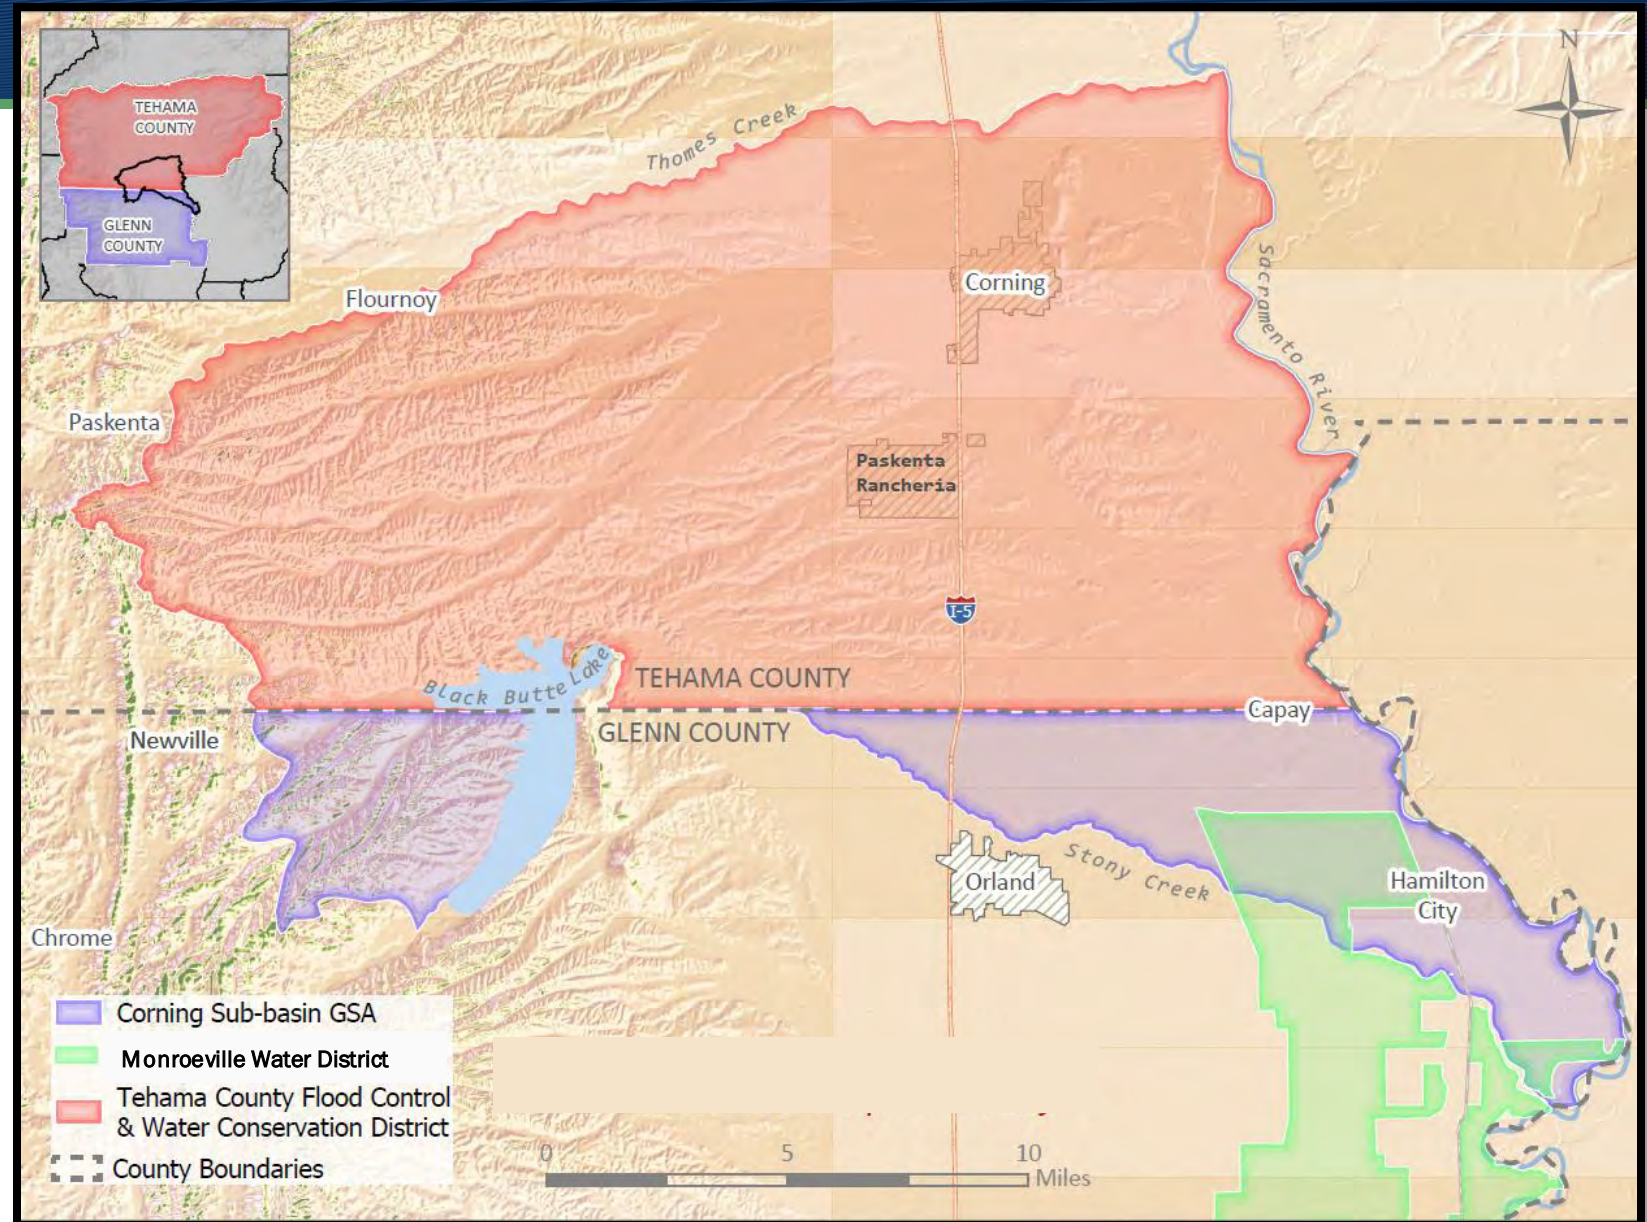 TEHAMA
COUNTY
GLENN
COUNTY
N
Thomes Creek
Sacramento River
Flournoy
Corning
Paskenta
Paskenta
Rancheria
I-5
Black Butte Lake
TEHAMA COUNTY
GLENN COUNTY
Capay
Newville
Orland
Stony Creek
Hamilton
City
Chrome
Corning Sub-basin GSA
Monroeville Water District
Tehama County Flood Control
& Water Conservation District
County Boundaries
0 5 10
Miles